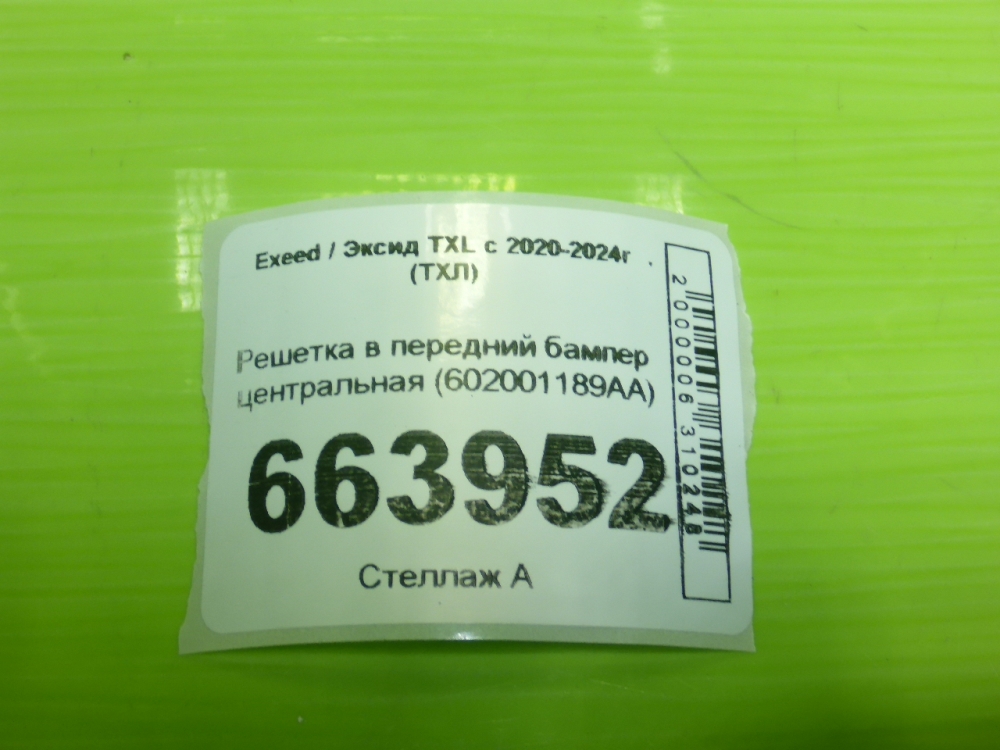 Exeed / Эксид TXL с 2020-2024г
(ТХЛ)
Решетка в передний бампер
центральная (602001189AA)
663952
Стеллаж А
2000006310248